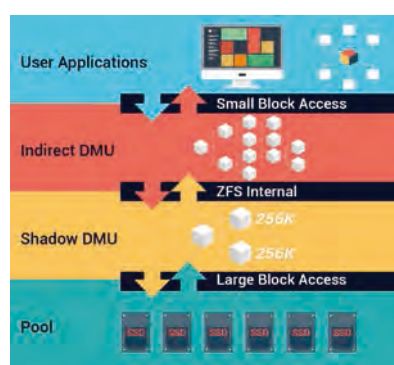 User Applications
Small Block Access
Indirect DMU
ZFS Internal
256K
Shadow DMU
256K
Large Block Access
Pool
SSD SSD SSD SSD SSD SSD